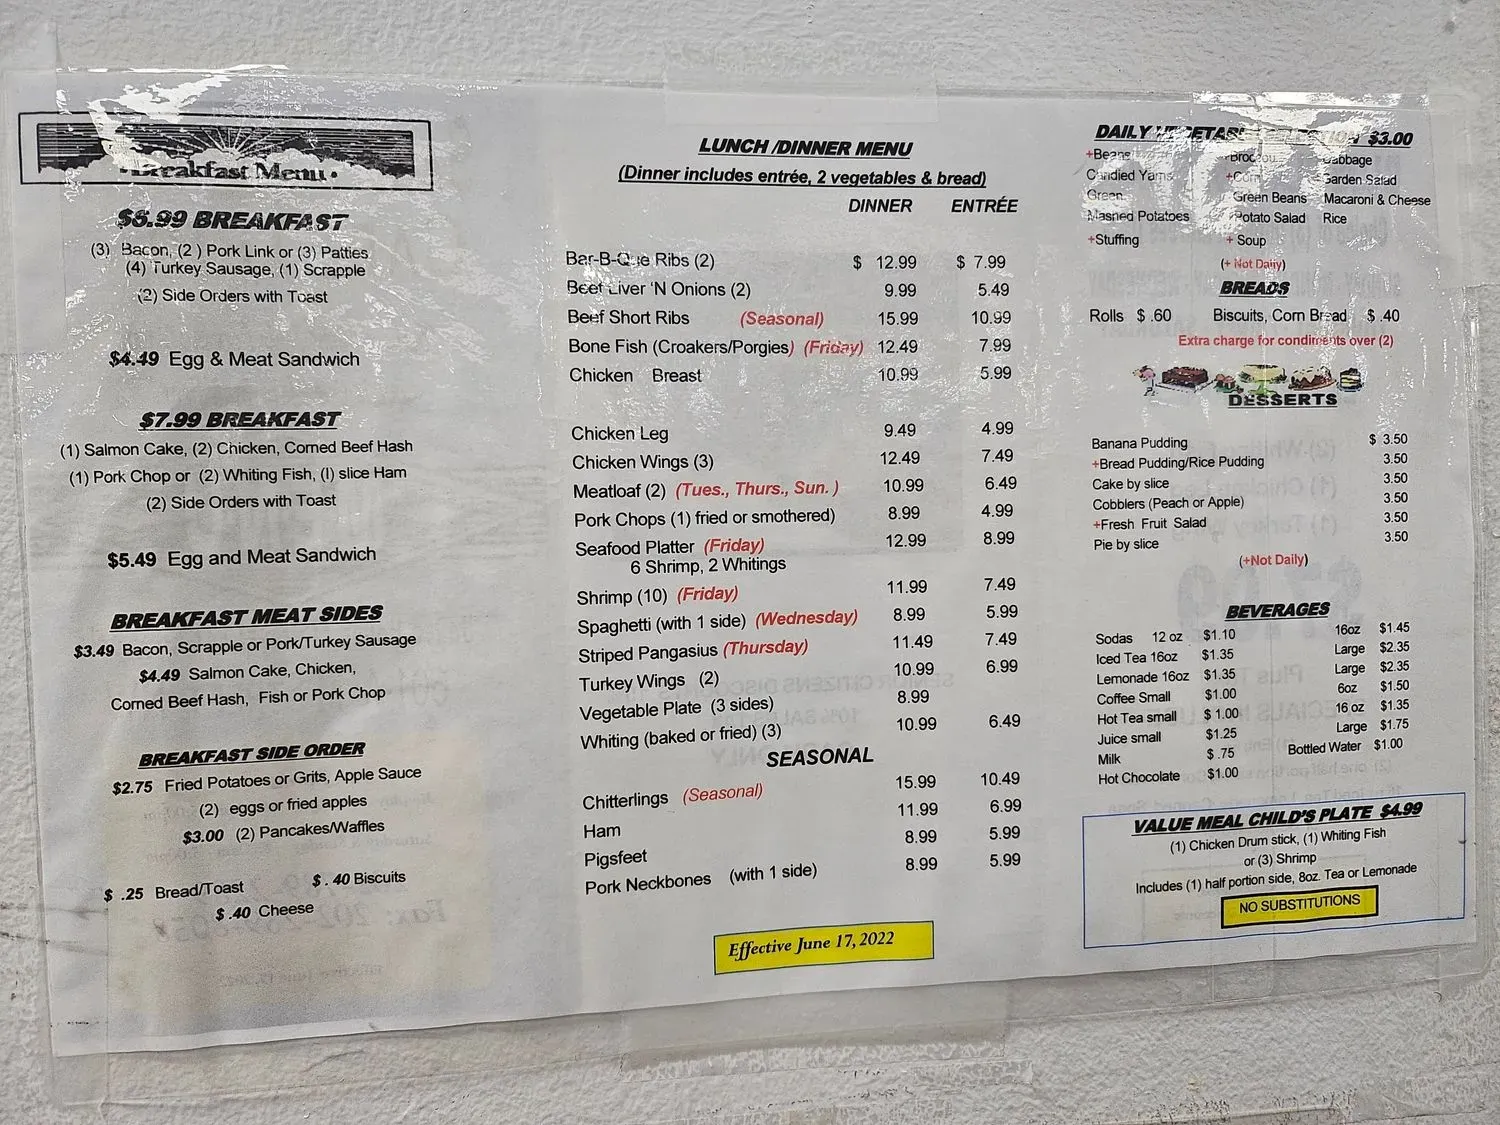 Breakfast Menu
$6.99 BREAKFAST
(3) Bacon, (2 ) Pork Link or (3) Patties
(4) Turkey Sausage, (1) Scrapple
(2) Side Orders with Toast
$4.49 Egg & Meat Sandwich
$7.99 BREAKFAST
(1) Salmon Cake, (2) Chicken, Corned Beef Hash
(1) Pork Chop or (2) Whiting Fish, (l) slice Ham
(2) Side Orders with Toast
$5.49 Egg and Meat Sandwich
BREAKFAST MEAT SIDES
$3.49 Bacon, Scrapple or Pork/Turkey Sausage
$4.49 Salmon Cake, Chicken,
Corned Beef Hash, Fish or Pork Chop
BREAKFAST SIDE ORDER
$2.75 Fried Potatoes or Grits, Apple Sauce
(2) eggs or fried apples
$3.00 (2) Pancakes/Waffles
$ .25 Bread/Toast $ . 40 Biscuits
$ .40 Cheese
LUNCH /DINNER MENU
(Dinner includes entrée, 2 vegetables & bread)
DINNER ENTRÉE
Bar-B-Que Ribs (2) $ 12.99 $ 7.99
Beef Liver 'N Onions (2) 9.99 5.49
Beef Short Ribs (Seasonal) 15.99 10.99
Bone Fish (Croakers/Porgies) (Friday) 12.49 7.99
Chicken Breast 10.99 5.99
Chicken Leg 9.49 4.99
Chicken Wings (3) 12.49 7.49
Meatloaf (2) (Tues., Thurs., Sun. ) 10.99 6.49
Pork Chops (1) fried or smothered) 8.99 4.99
Seafood Platter (Friday) 12.99 8.99
6 Shrimp, 2 Whitings
Shrimp (10) (Friday) 11.99 7.49
Spaghetti (with 1 side) (Wednesday) 8.99 5.99
Striped Pangasius (Thursday) 11.49 7.49
Turkey Wings (2) 10.99 6.99
Vegetable Plate (3 sides) 8.99
Whiting (baked or fried) (3) 10.99 6.49
SEASONAL
Chitterlings (Seasonal) 15.99 10.49
Ham 11.99 6.99
Pigsfeet 8.99 5.99
Pork Neckbones (with 1 side) 8.99 5.99
Effective June 17, 2022
DAILY VEGETABLE SELECTION $3.00
+Beans Broccoli Cabbage
Candied Yams +Corn Garden Salad
Green Green Beans Macaroni & Cheese
Mashed Potatoes Potato Salad Rice
+Stuffing + Soup
(+ Not Daily)
BREADS
Rolls $ .60 Biscuits, Corn Bread $ .40
Extra charge for condiments over (2)
DESSERTS
Banana Pudding $ 3.50
+Bread Pudding/Rice Pudding 3.50
Cake by slice 3.50
Cobblers (Peach or Apple) 3.50
+Fresh Fruit Salad 3.50
Pie by slice 3.50
(+Not Daily)
BEVERAGES
Sodas 12 oz $1.10 16oz $1.45
Iced Tea 16oz $1.35 Large $2.35
Lemonade 16oz $1.35 Large $2.35
Coffee Small $1.00 6oz $1.50
Hot Tea small $ 1.00 16 oz $1.35
Juice small $1.25 Large $1.75
Milk $ .75 Bottled Water $1.00
Hot Chocolate $1.00
VALUE MEAL CHILD'S PLATE $4.99
(1) Chicken Drum stick, (1) Whiting Fish
or (3) Shrimp
Includes (1) half portion side, 8oz. Tea or Lemonade
NO SUBSTITUTIONS